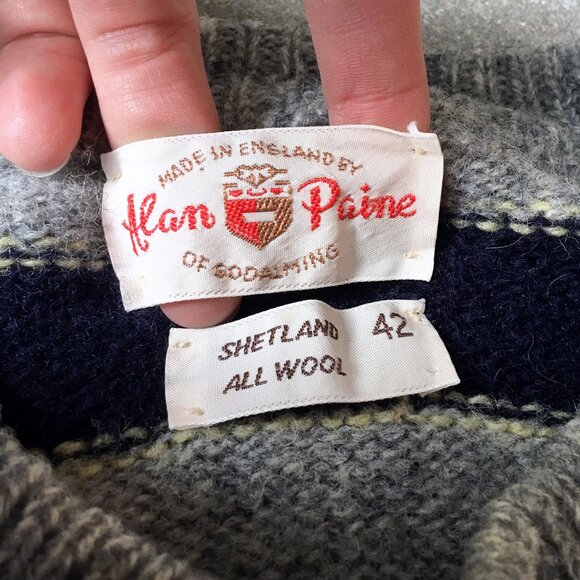 MADE IN ENGLAND BY
Alan Paine
OF GODALMING
SHETLAND 42
ALL WOOL